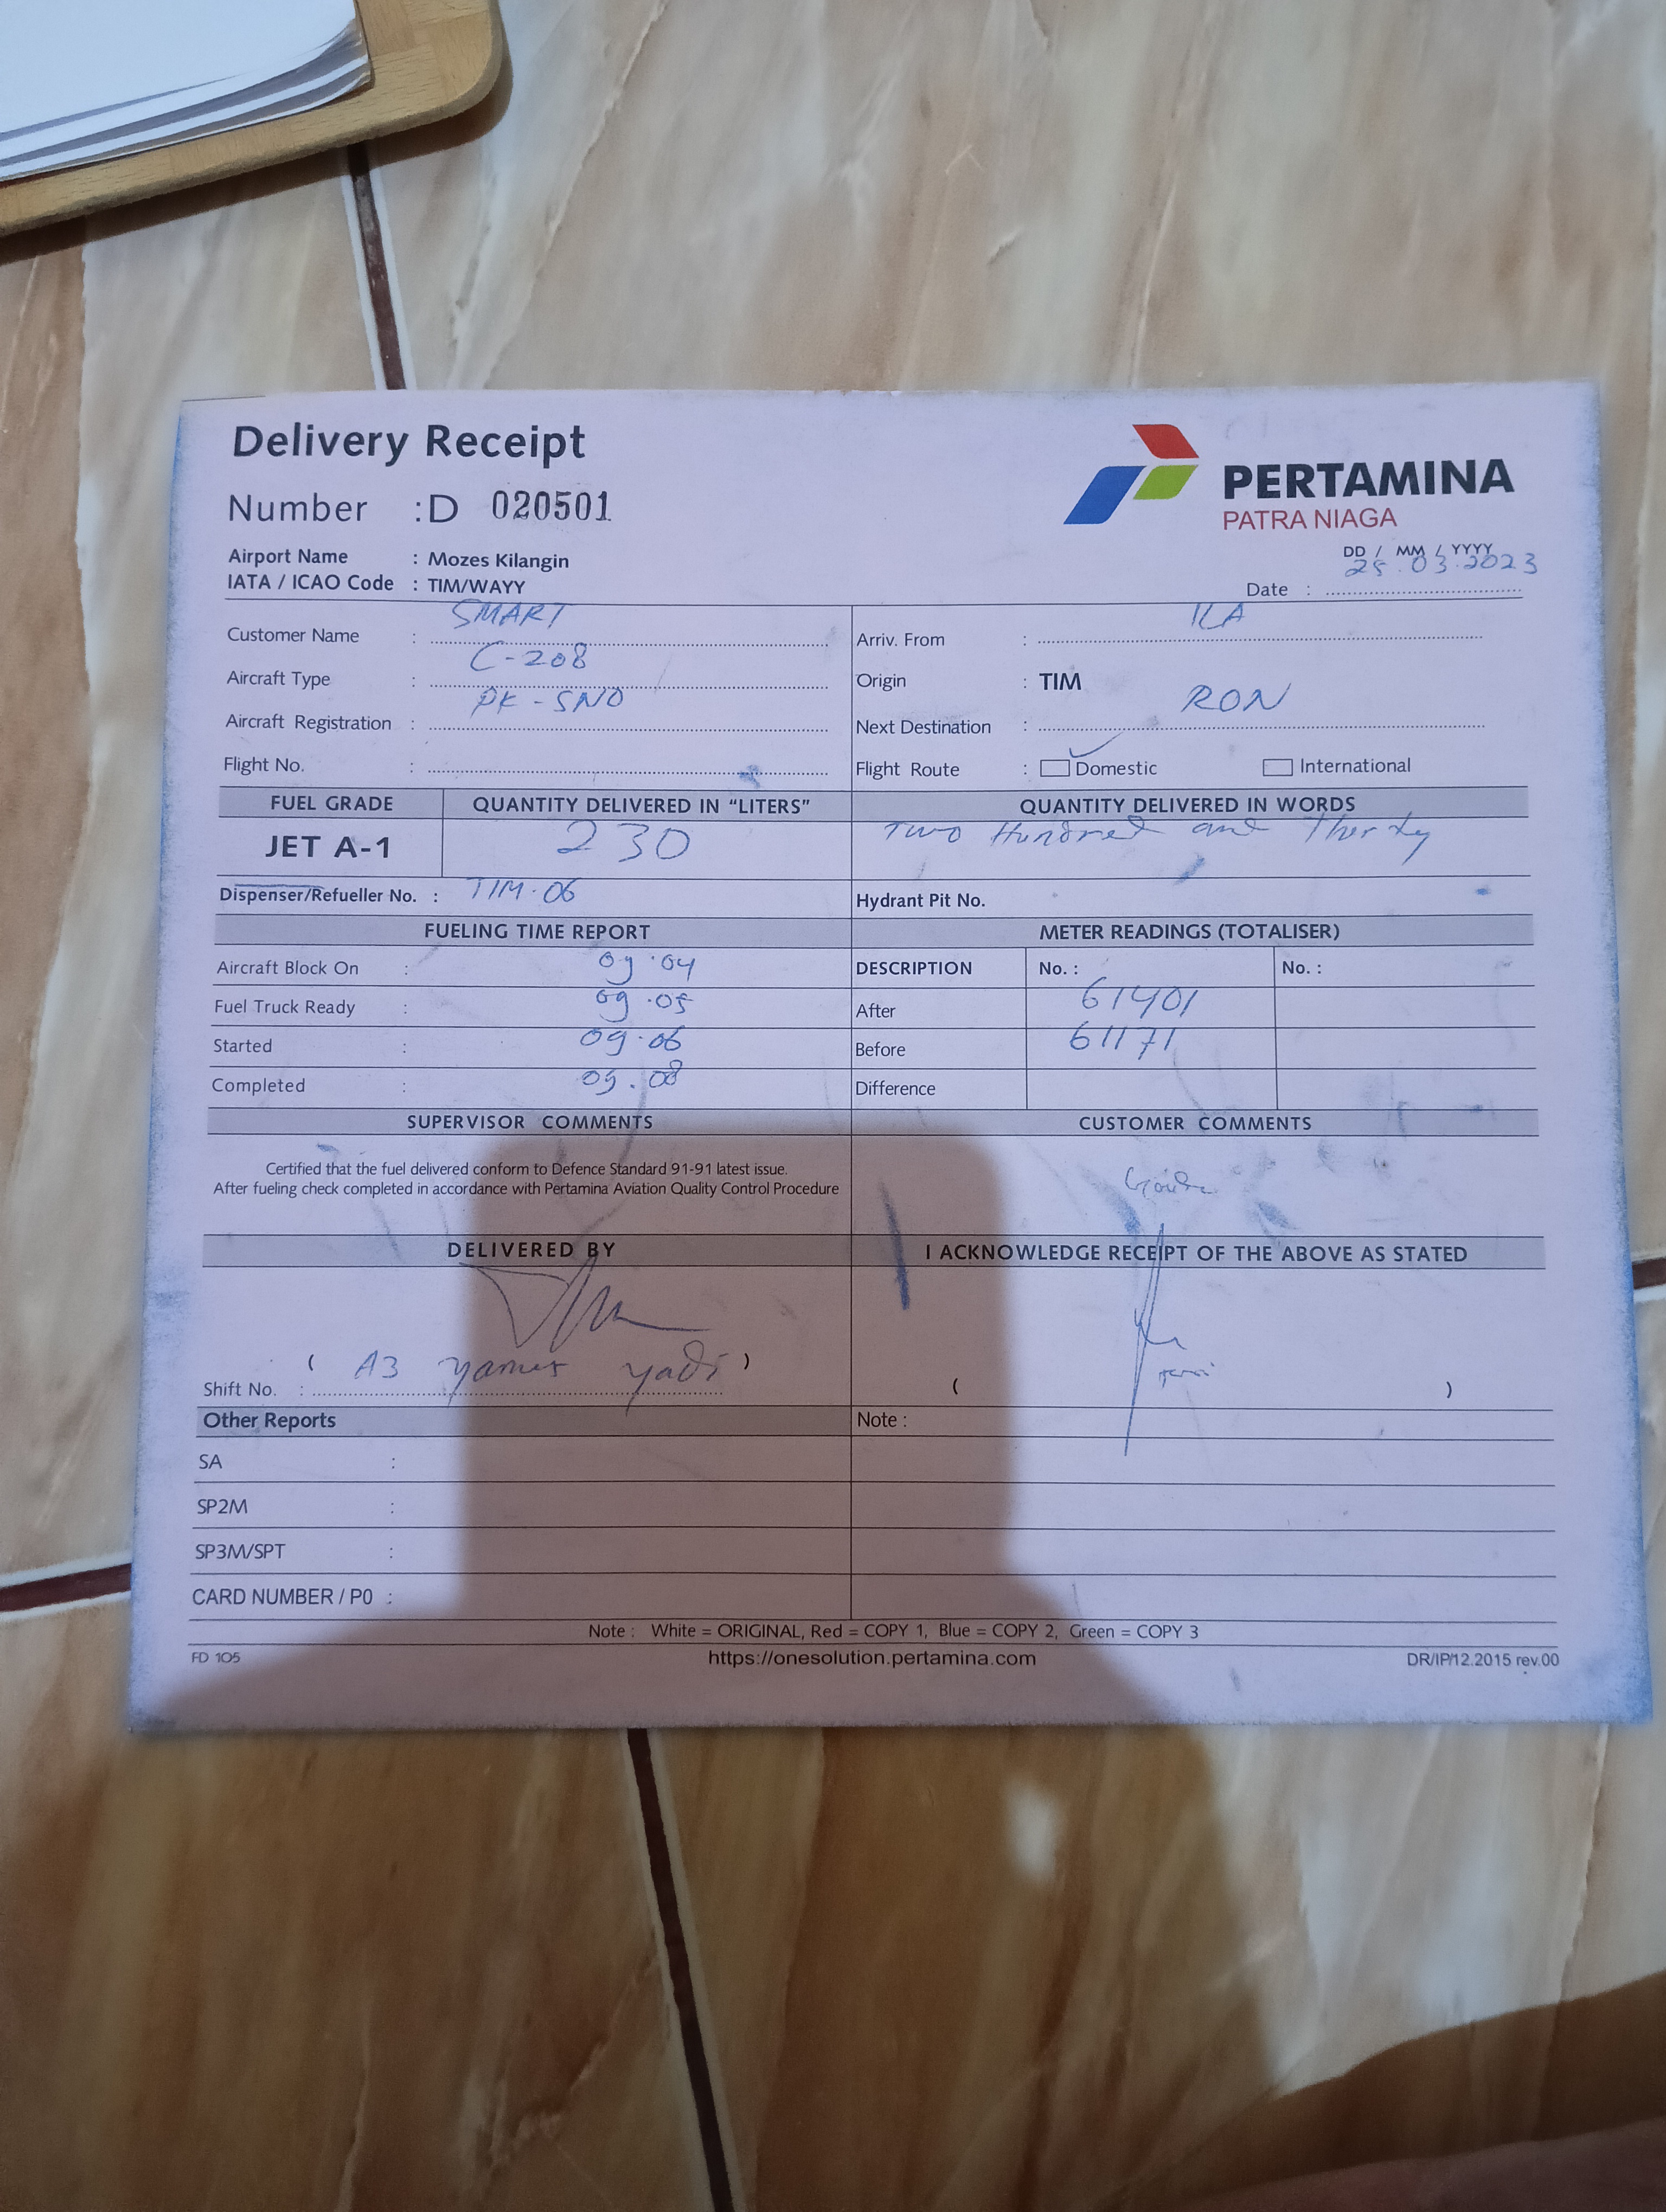 Delivery Receipt
Number : D 020501
PERTAMINA
PATRA NIAGA
Airport Name : Mozes Kilangin
IATA / ICAO Code : TIM/WAYY
DD / MM / YYYY
Date : 25.03.2023
Customer Name : SMART
Arriv. From : ILA
Aircraft Type : C-208
Origin : TIM
Aircraft Registration : PK-SNO
Next Destination : RON
Flight No. :
Flight Route : Domestic International
FUEL GRADE QUANTITY DELIVERED IN "LITERS" QUANTITY DELIVERED IN WORDS
JET A-1 230 Two Hundred and Therty
Dispenser/Refueller No. : TIM.06 Hydrant Pit No.
FUELING TIME REPORT METER READINGS (TOTALISER)
Aircraft Block On : 09.04 DESCRIPTION No. : No. :
Fuel Truck Ready : 09.05 After 61401
Started : 09.06 Before 61171
Completed : 09.08 Difference
SUPERVISOR COMMENTS CUSTOMER COMMENTS
Certified that the fuel delivered conform to Defence Standard 91-91 latest issue.
After fueling check completed in accordance with Pertamina Aviation Quality Control Procedure
DELIVERED BY I ACKNOWLEDGE RECEIPT OF THE ABOVE AS STATED
( A3 yames yadi )
Shift No. : ( )
Other Reports Note :
SA :
SP2M :
SP3M/SPT :
CARD NUMBER / P0 :
Note : White = ORIGINAL, Red = COPY 1, Blue = COPY 2, Green = COPY 3
FD 105 https://onesolution.pertamina.com DR/IP/12.2015 rev.00